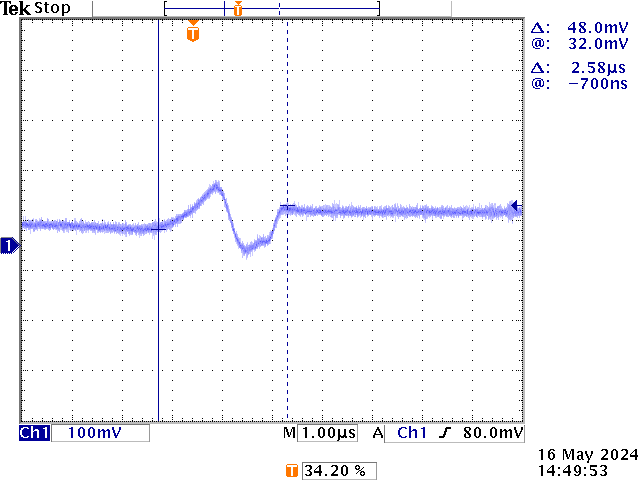 Tek Stop
T
T
Δ: 48.0mV
@: 32.0mV
Δ: 2.58µs
@: −700ns
1
Ch1 100mV M 1.00µs A Ch1 80.0mV
T 34.20 %
16 May 2024
14:49:53